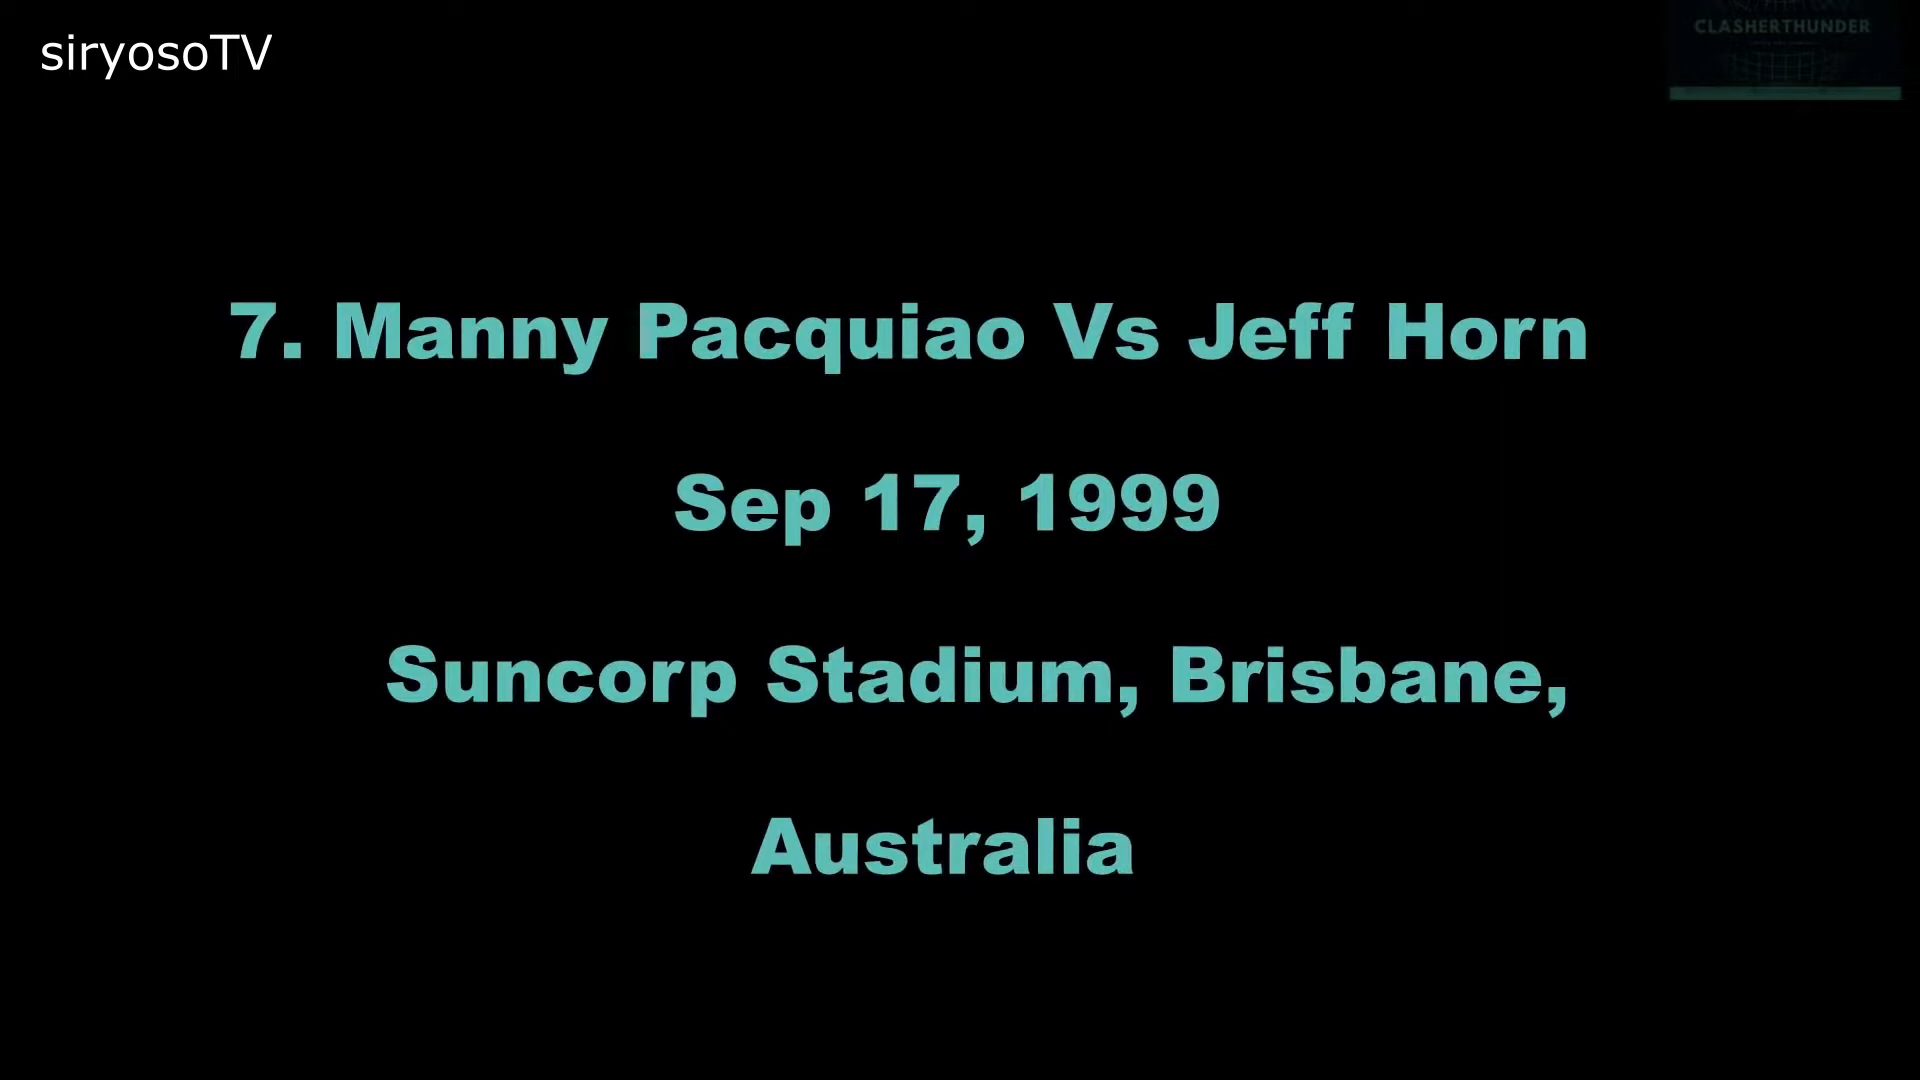 siryosoTV
CLASHERTHUNDER
7. Manny Pacquiao Vs Jeff Horn
Sep 17, 1999
Suncorp Stadium, Brisbane,
Australia